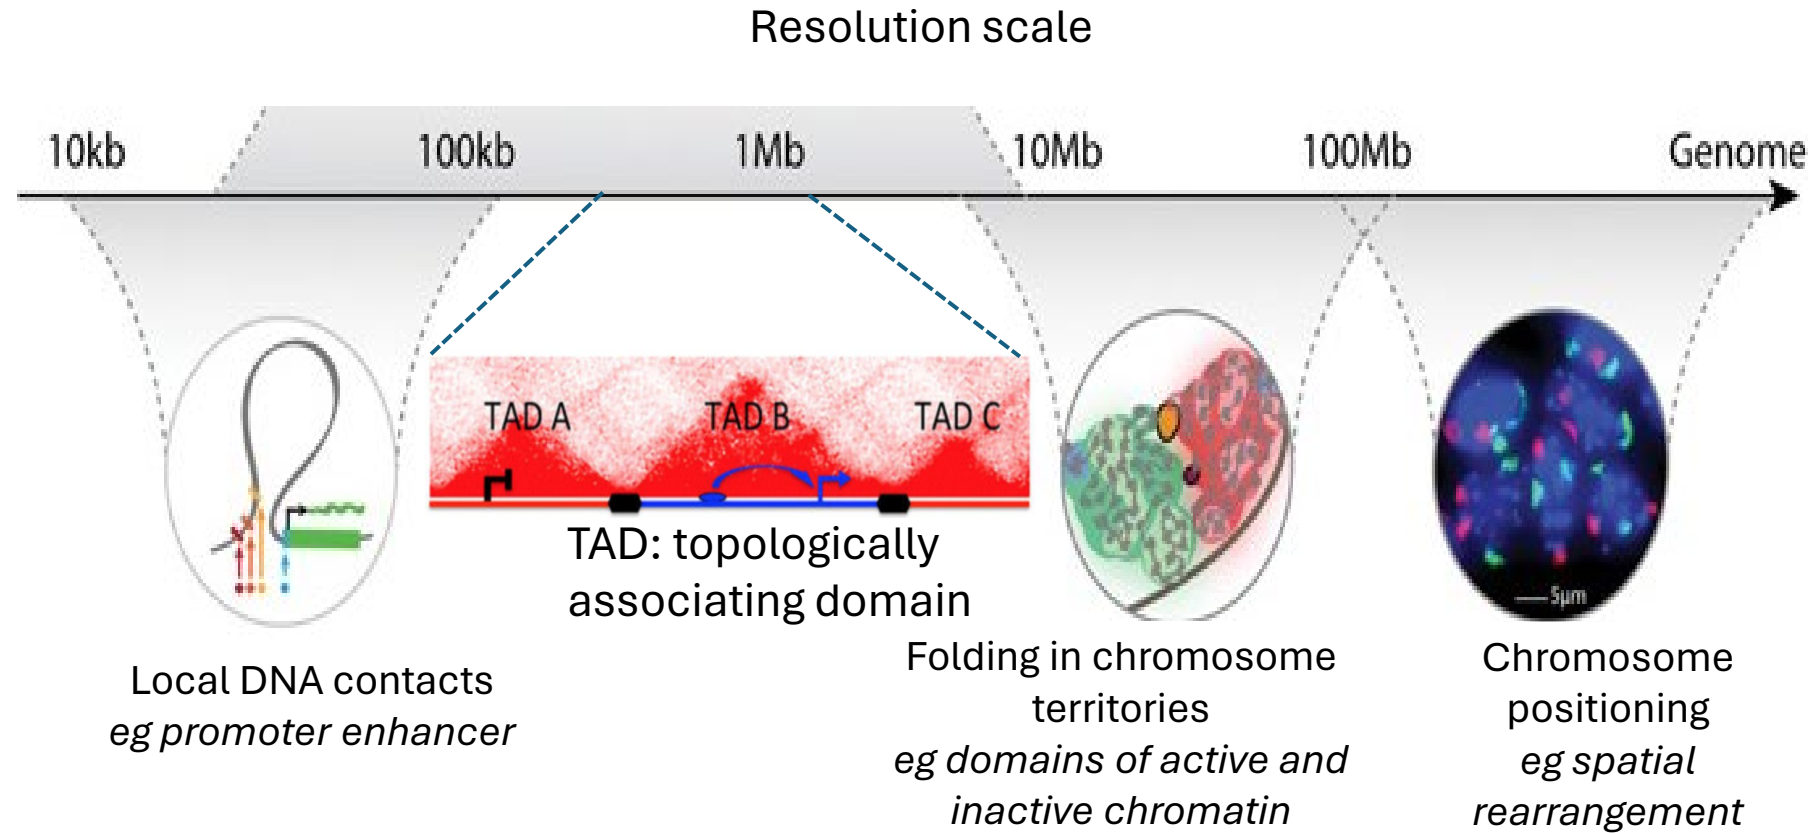 Resolution scale
10kb 100kb 1Mb 10Mb 100Mb Genome
TAD A TAD B TAD C
TAD: topologically
associating domain
5μm
Local DNA contacts
eg promoter enhancer
Folding in chromosome
territories
eg domains of active and
inactive chromatin
Chromosome
positioning
eg spatial
rearrangement